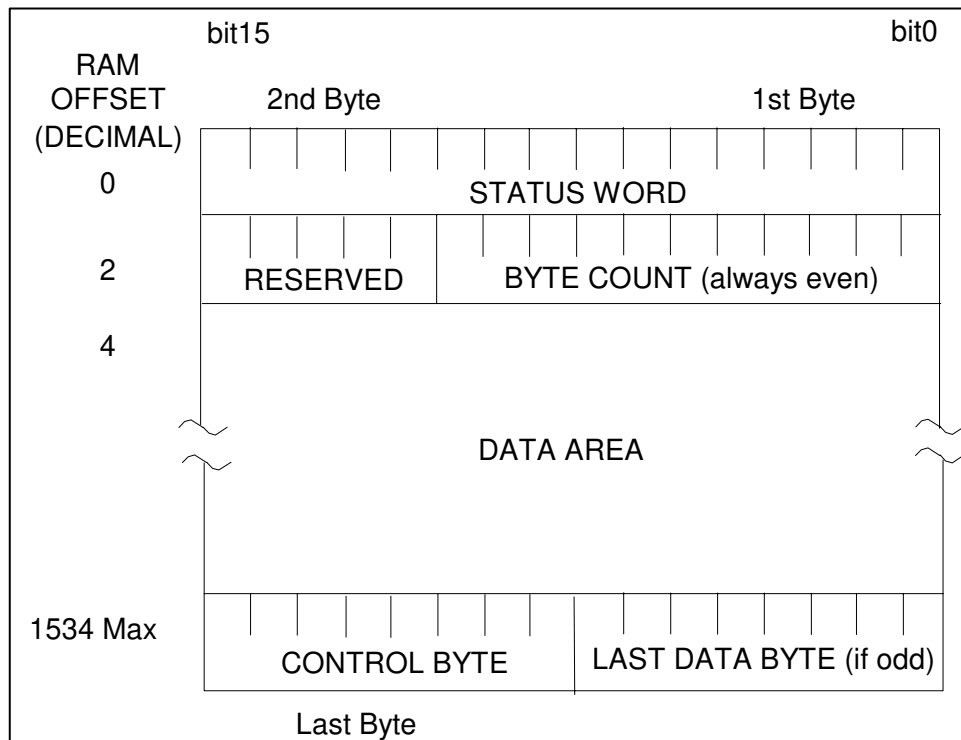 bit15 bit0
RAM
OFFSET
(DECIMAL)
2nd Byte 1st Byte
0 STATUS WORD
2 RESERVED BYTE COUNT (always even)
4
DATA AREA
1534 Max CONTROL BYTE LAST DATA BYTE (if odd)
Last Byte